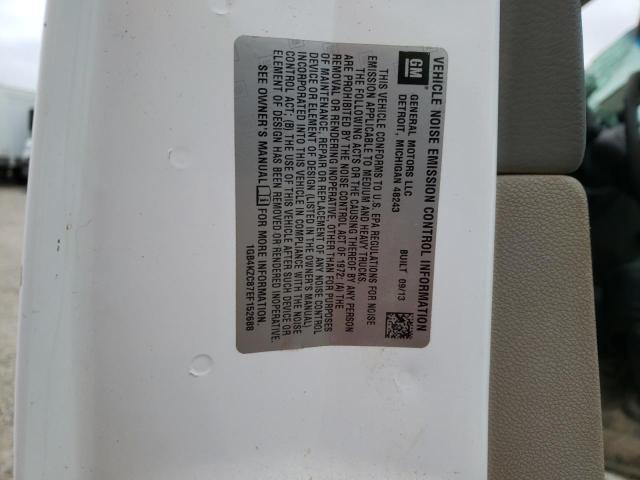 VEHICLE NOISE EMISSION CONTROL INFORMATION
GM
GENERAL MOTORS LLC
DETROIT, MICHIGAN 48243
BUILT 09/13
THIS VEHICLE CONFORMS TO U.S. EPA REGULATIONS FOR NOISE
EMISSION APPLICABLE TO MEDIUM AND HEAVY TRUCKS.
THE FOLLOWING ACTS OR THE CAUSING THEREOF BY ANY PERSON
ARE PROHIBITED BY THE NOISE CONTROL ACT OF 1972: (A) THE
REMOVAL OR RENDERING INOPERATIVE, OTHER THAN FOR PURPOSES
OF MAINTENANCE, REPAIR OR REPLACEMENT OF ANY NOISE CONTROL
DEVICE OR ELEMENT OF DESIGN (LISTED IN THE OWNER'S MANUAL)
INCORPORATED INTO THIS VEHICLE IN COMPLIANCE WITH THE NOISE
CONTROL ACT; (B) THE USE OF THIS VEHICLE AFTER SUCH DEVICE OR
ELEMENT OF DESIGN HAS BEEN REMOVED OR RENDERED INOPERATIVE.
SEE OWNER'S MANUAL FOR MORE INFORMATION.
1GB4KZC87EF152688